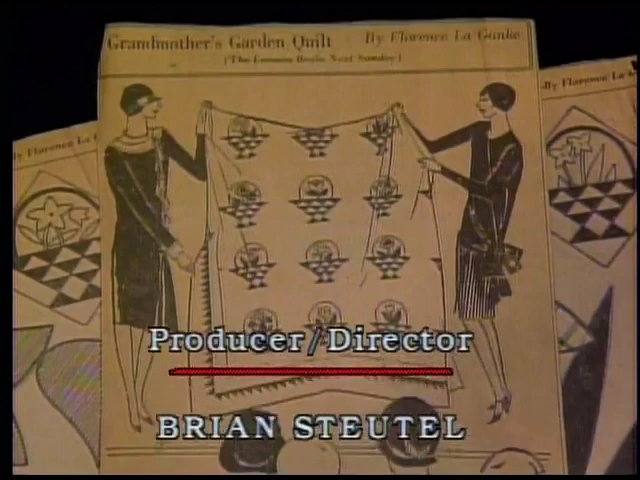 Grandmother's Garden Quilt By Florence La Ganke
(The Lessons Begin Next Sunday)
By Florence La G
-By Florence La G
Producer/Director
BRIAN STEUTEL